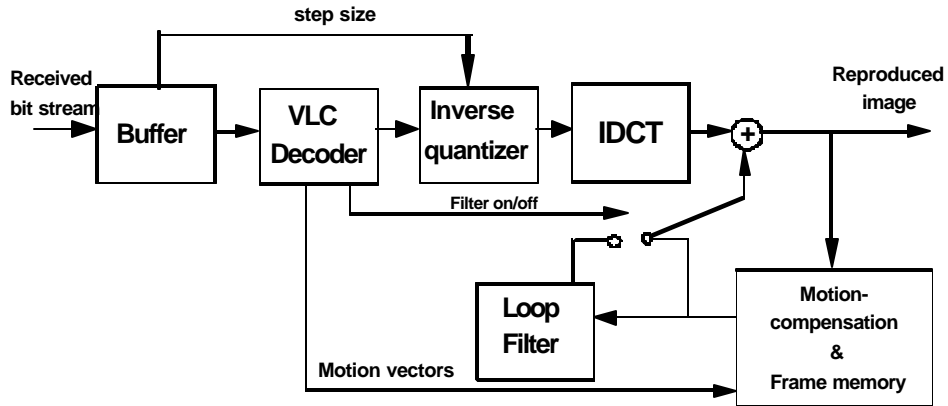 step size
Received
bit stream
Buffer
VLC
Decoder
Inverse
quantizer
IDCT
+
Reproduced
image
Filter on/off
Loop
Filter
Motion-
compensation
&
Frame memory
Motion vectors